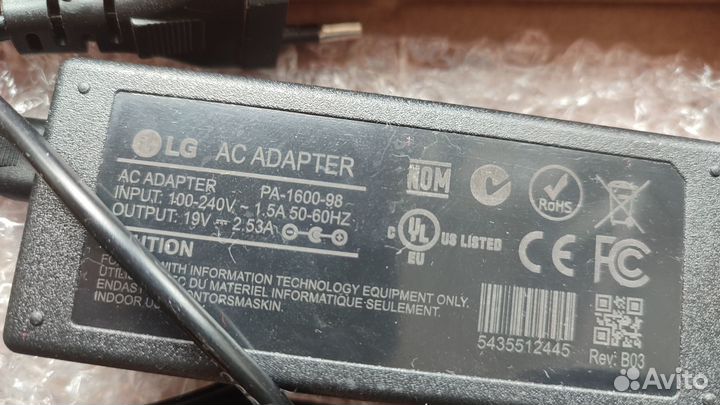 LG AC ADAPTER
AC ADAPTER PA-1600-98
INPUT: 100-240V ~ 1.5A 50-60HZ
OUTPUT: 19V 2.53A
NOM
RoHS
C UL US LISTED
EU
CE FC
WITH INFORMATION TECHNOLOGY EQUIPMENT ONLY.
DU MATERIEL INFORMATIQUE SEULEMENT.
INDOOR
5435512445
Rev: B03
Avito